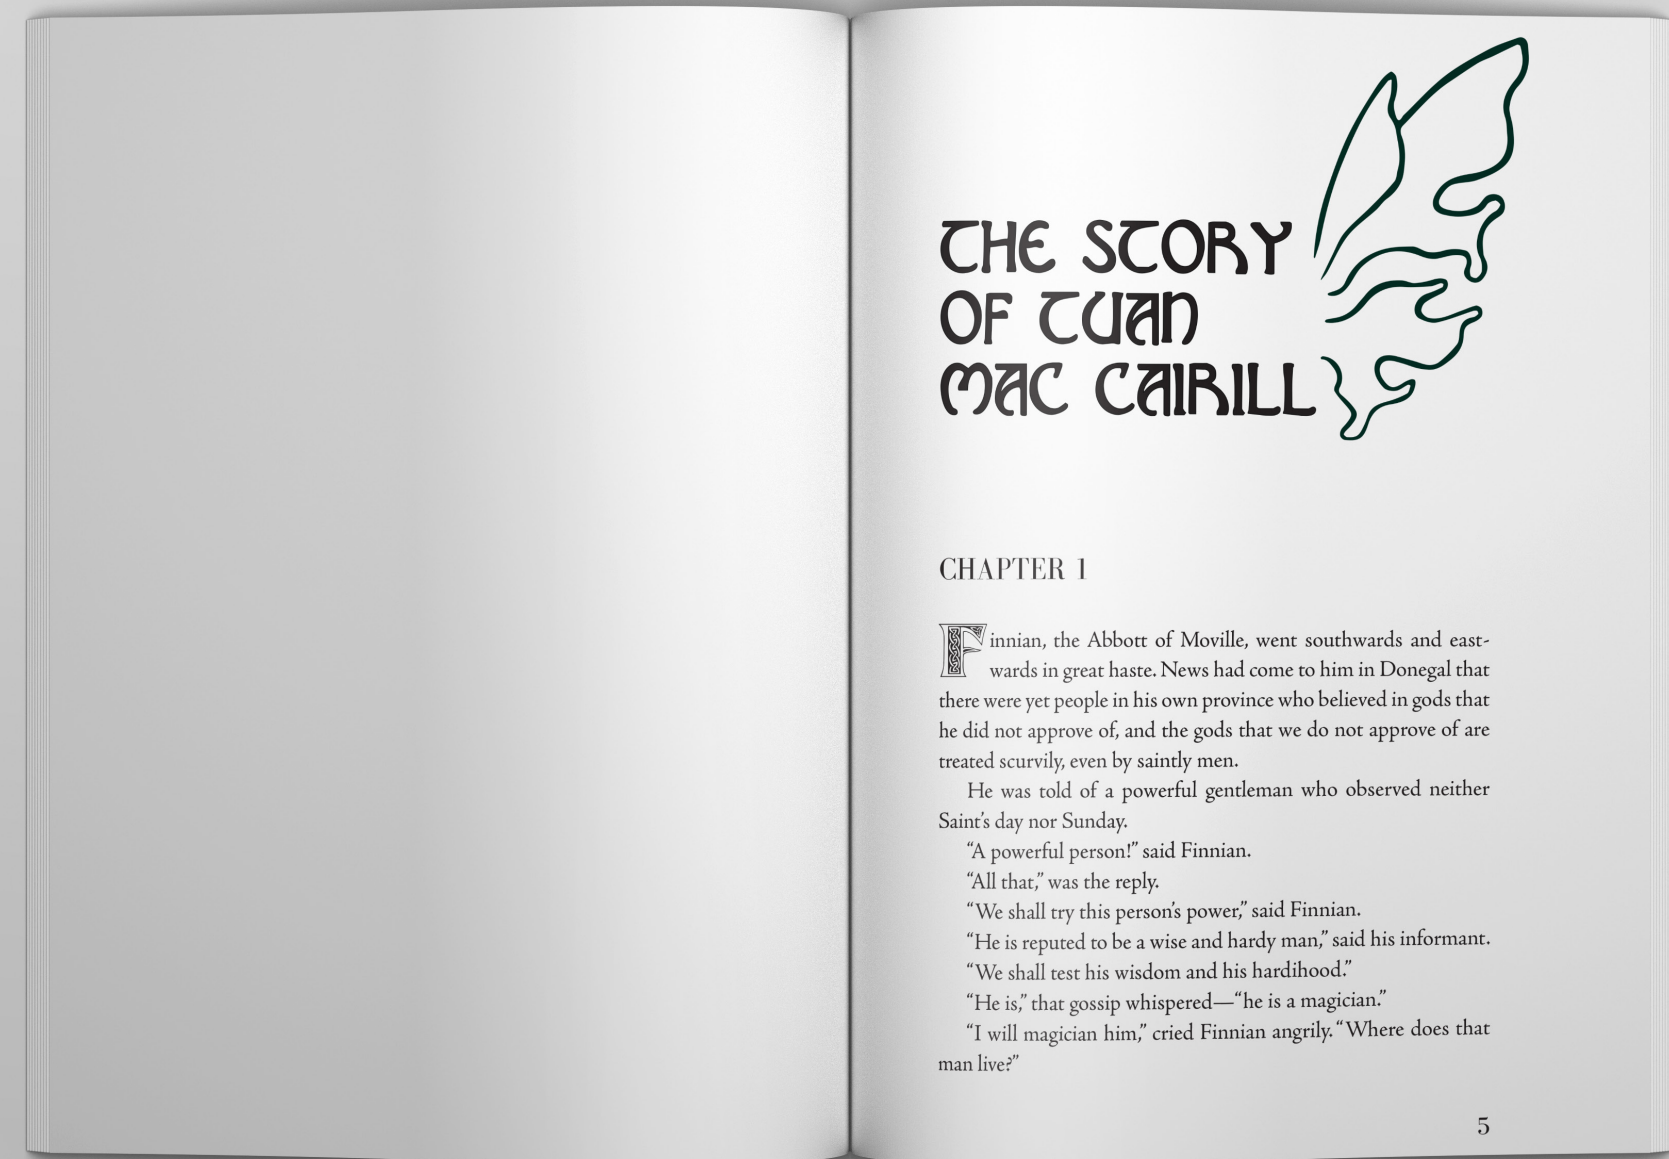 THE STORY
OF TUAN
MAC CAIRILL
CHAPTER 1
Finnian, the Abbott of Moville, went southwards and east-
wards in great haste. News had come to him in Donegal that
there were yet people in his own province who believed in gods that
he did not approve of, and the gods that we do not approve of are
treated scurvily, even by saintly men.
He was told of a powerful gentleman who observed neither
Saint’s day nor Sunday.
“A powerful person!” said Finnian.
“All that,” was the reply.
“We shall try this person’s power,” said Finnian.
“He is reputed to be a wise and hardy man,” said his informant.
“We shall test his wisdom and his hardihood.”
“He is,” that gossip whispered—“he is a magician.”
“I will magician him,” cried Finnian angrily. “Where does that
man live?”
5